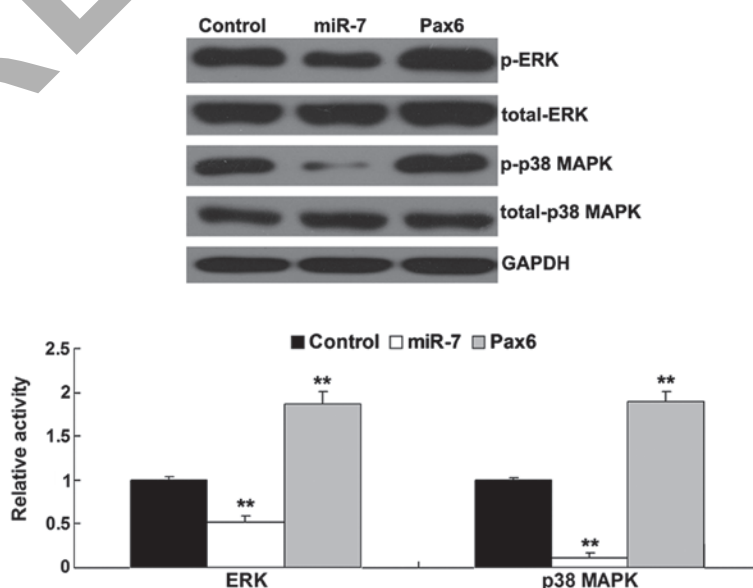 Control miR-7 Pax6
p-ERK
total-ERK
p-p38 MAPK
total-p38 MAPK
GAPDH
■ Control □ miR-7 ■ Pax6
2.5
2
1.5
1
0.5
0
Relative activity
**
**
**
**
ERK p38 MAPK